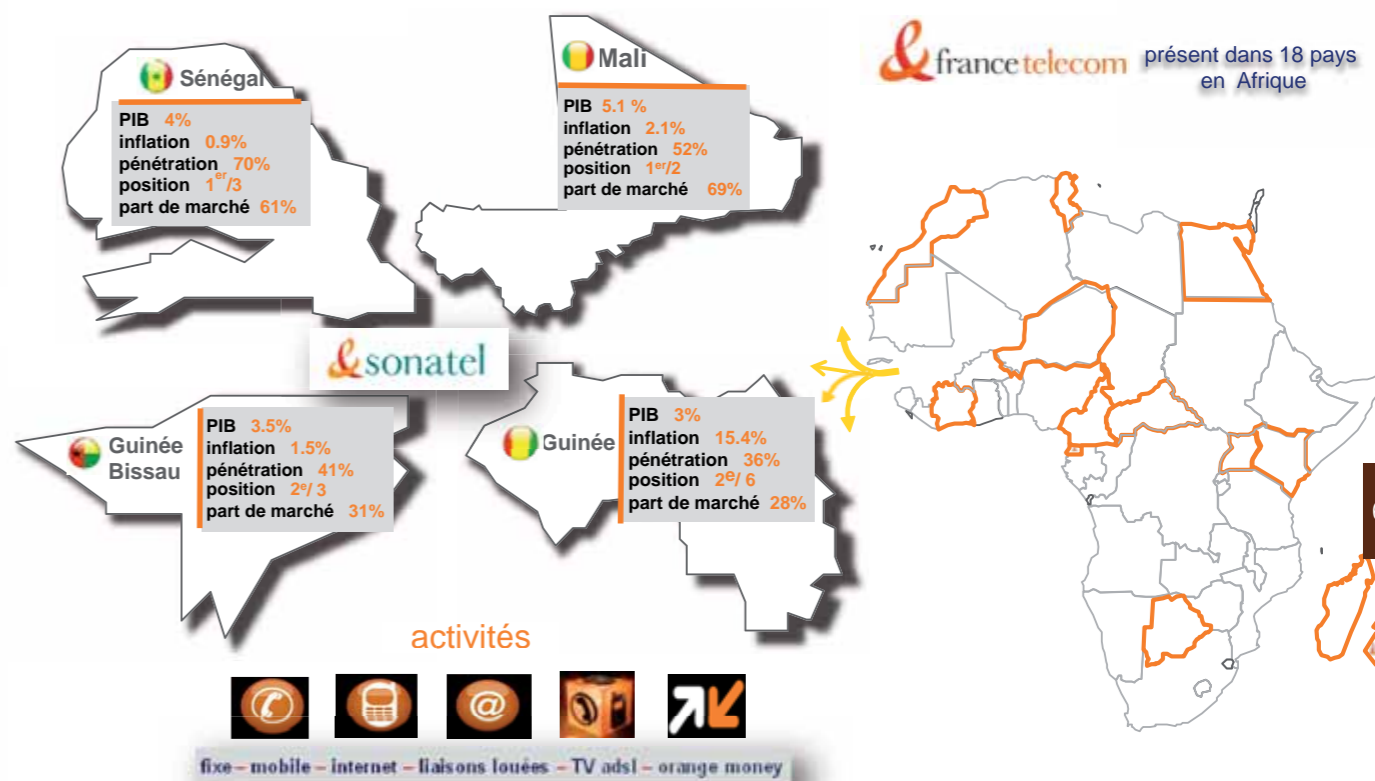 Sénégal
PIB 4%
inflation 0.9%
pénétration 70%
position 1er/3
part de marché 61%
Mali
PIB 5.1 %
inflation 2.1%
pénétration 52%
position 1er/2
part de marché 69%
& france telecom
présent dans 18 pays
en Afrique
& sonatel
Guinée
Bissau
PIB 3.5%
inflation 1.5%
pénétration 41%
position 2e/ 3
part de marché 31%
Guinée
PIB 3%
inflation 15.4%
pénétration 36%
position 2e/ 6
part de marché 28%
activités
@
fixe – mobile – internet – liaisons louées – TV adsl – orange money